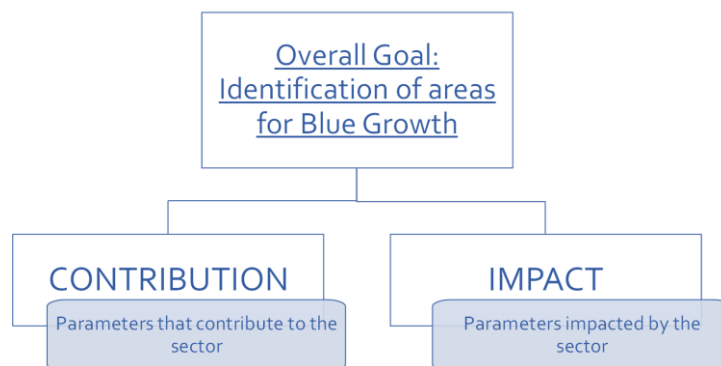 Overall Goal:
Identification of areas
for Blue Growth
CONTRIBUTION
Parameters that contribute to the
sector
IMPACT
Parameters impacted by the
sector